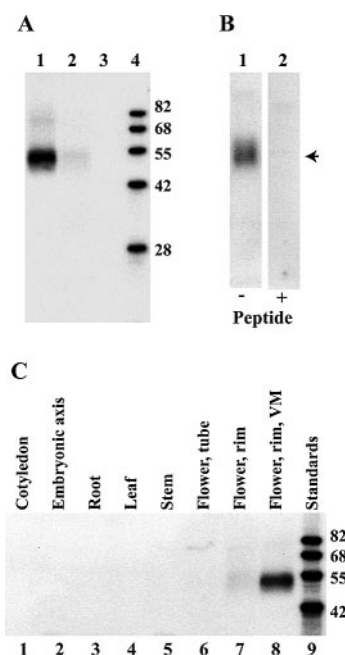 A
B
1 2 3 4
1 2
82
68
55
42
28
- +
Peptide
C
Cotyledon
Embryonic axis
Root
Leaf
Stem
Flower, tube
Flower, rim
Flower, rim, VM
Standards
82
68
55
42
1 2 3 4 5 6 7 8 9